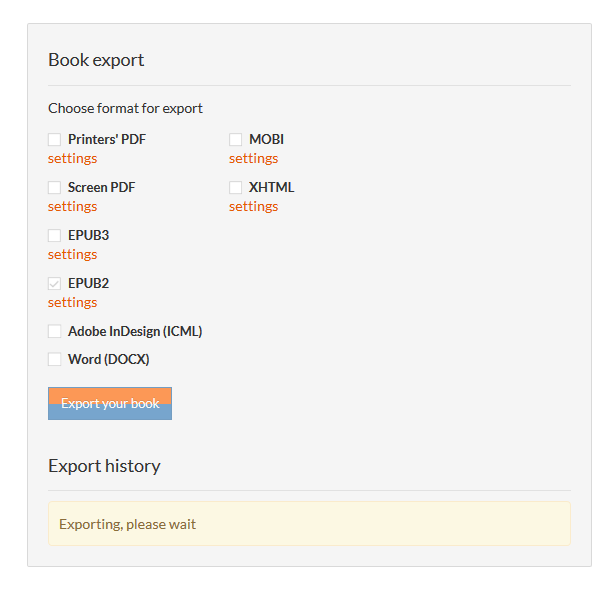 Book export
Choose format for export
Printers' PDF
settings
MOBI
settings
Screen PDF
settings
XHTML
settings
EPUB3
settings
EPUB2
settings
Adobe InDesign (ICML)
Word (DOCX)
Export your book
Export history
Exporting, please wait